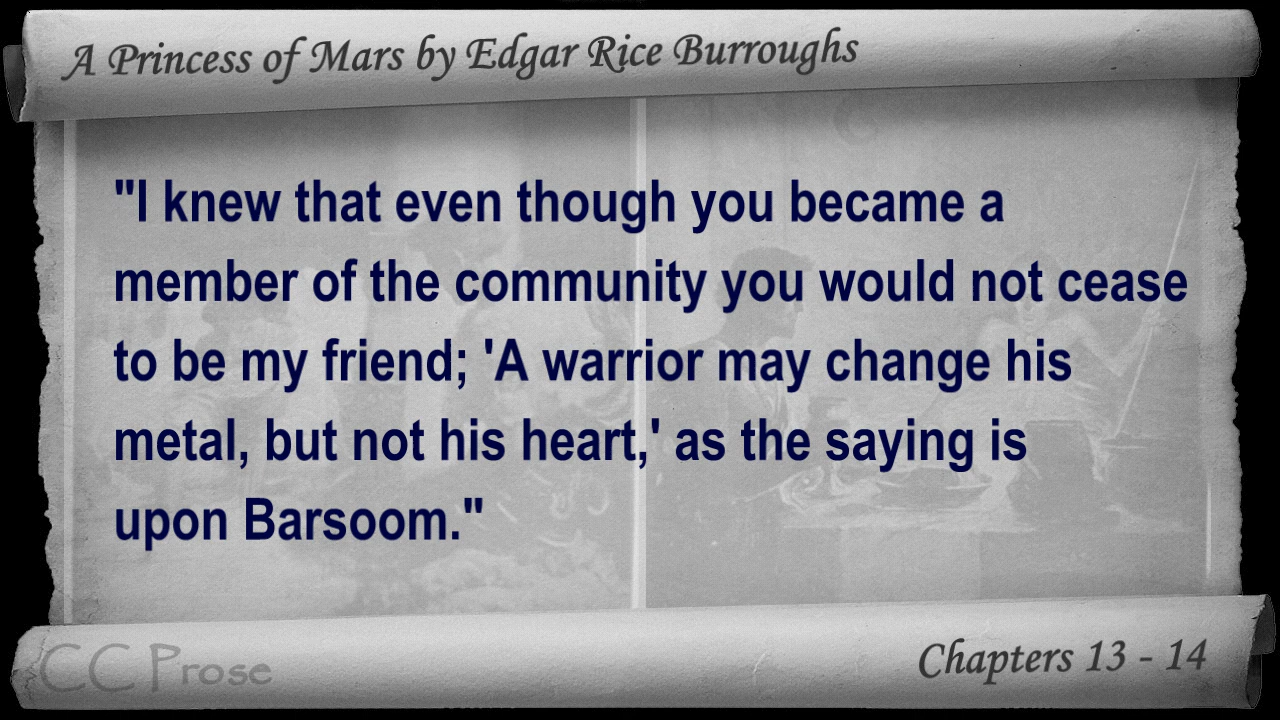 A Princess of Mars by Edgar Rice Burroughs
"I knew that even though you became a
member of the community you would not cease
to be my friend; 'A warrior may change his
metal, but not his heart,' as the saying is
upon Barsoom."
CC Prose
Chapters 13 - 14